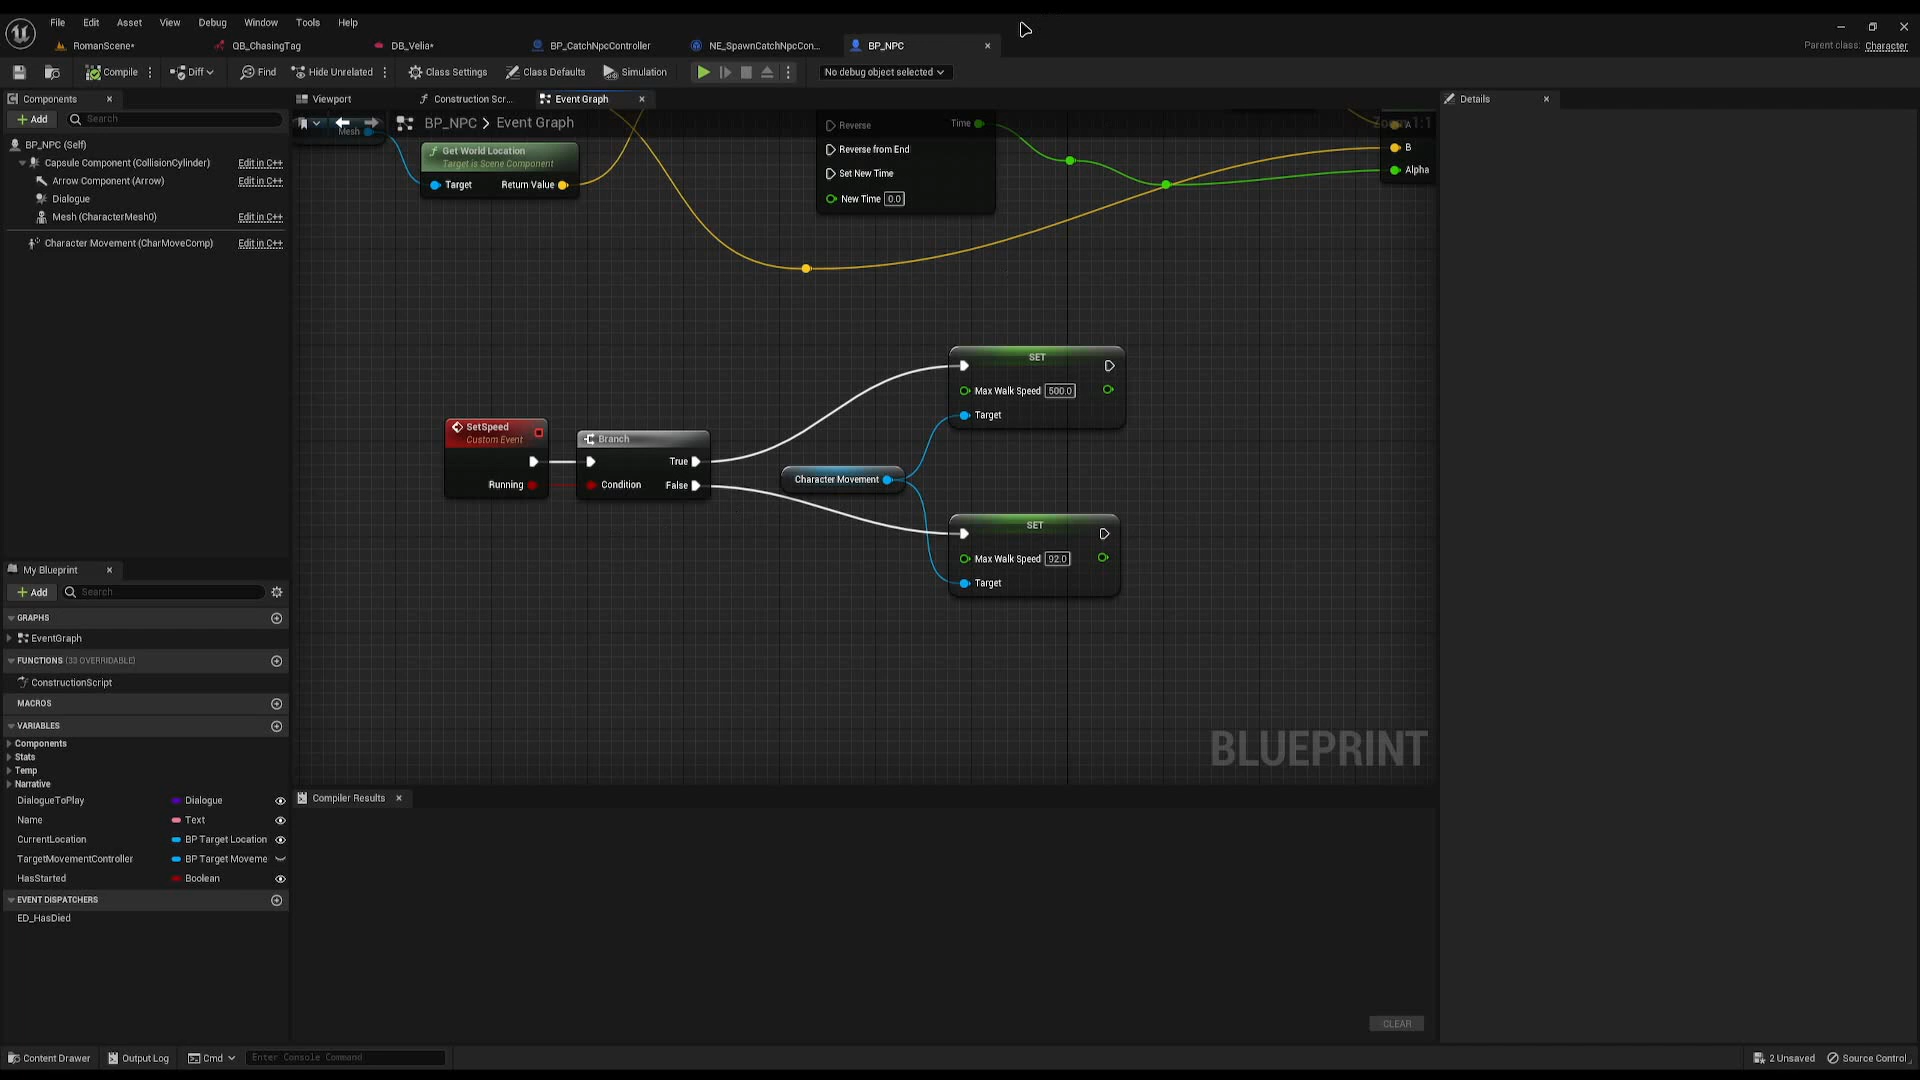 File Edit Asset View Debug Window Tools Help
RomanScene* QB_ChasingTag DB_Velia* BP_CatchNpcController NE_SpawnCatchNpcCon... BP_NPC
Parent class: Character
Compile Diff Find Hide Unrelated Class Settings Class Defaults Simulation No debug object selected
Components
Viewport Construction Scr... Event Graph
Details
Add Search
BP_NPC > Event Graph
Zoom 1:1
BP_NPC (Self)
Capsule Component (CollisionCylinder) Edit in C++
Arrow Component (Arrow) Edit in C++
Dialogue
Mesh (CharacterMesh0) Edit in C++
Character Movement (CharMoveComp) Edit in C++
Mesh
Get World Location
Target is Scene Component
Target Return Value
Reverse Time
Reverse from End
Set New Time
New Time 0.0
A
B
Alpha
SET
Max Walk Speed 500.0
Target
SetSpeed
Custom Event
Running
Branch
True
Condition False
Character Movement
SET
Max Walk Speed 92.0
Target
BLUEPRINT
My Blueprint
Add Search
GRAPHS
EventGraph
FUNCTIONS (33 OVERRIDABLE)
ConstructionScript
MACROS
VARIABLES
Components
Stats
Temp
Narrative
DialogueToPlay Dialogue
Name Text
CurrentLocation BP Target Location
TargetMovementController BP Target Moveme
HasStarted Boolean
EVENT DISPATCHERS
ED_HasDied
Compiler Results
CLEAR
Content Drawer Output Log Cmd Enter Console Command
2 Unsaved Source Control